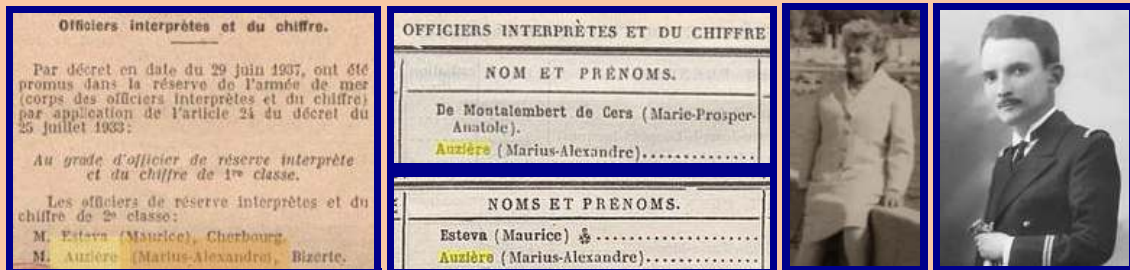 Officiers interprètes et du chiffre.
Par décret en date du 29 juin 1937, ont été
promus dans la réserve de l'armée de mer
(corps des officiers interprètes et du chiffre)
par application de l'article 24 du décret du
25 juillet 1933:
Au grade d'officier de réserve interprète
et du chiffre de 1re classe.
Les officiers de réserve interprètes et du
chiffre de 2e classe:
M. Esteva (Maurice), Cherbourg.
M. Auzière (Marius-Alexandre), Bizerte.
OFFICIERS INTERPRÈTES ET DU CHIFFRE
NOM ET PRÉNOMS.
De Montalembert de Cers (Marie-Prosper-
Anatole).
Auzière (Marius-Alexandre)..............
NOMS ET PRÉNOMS.
Esteva (Maurice) ....................
Auzière (Marius-Alexandre)..............